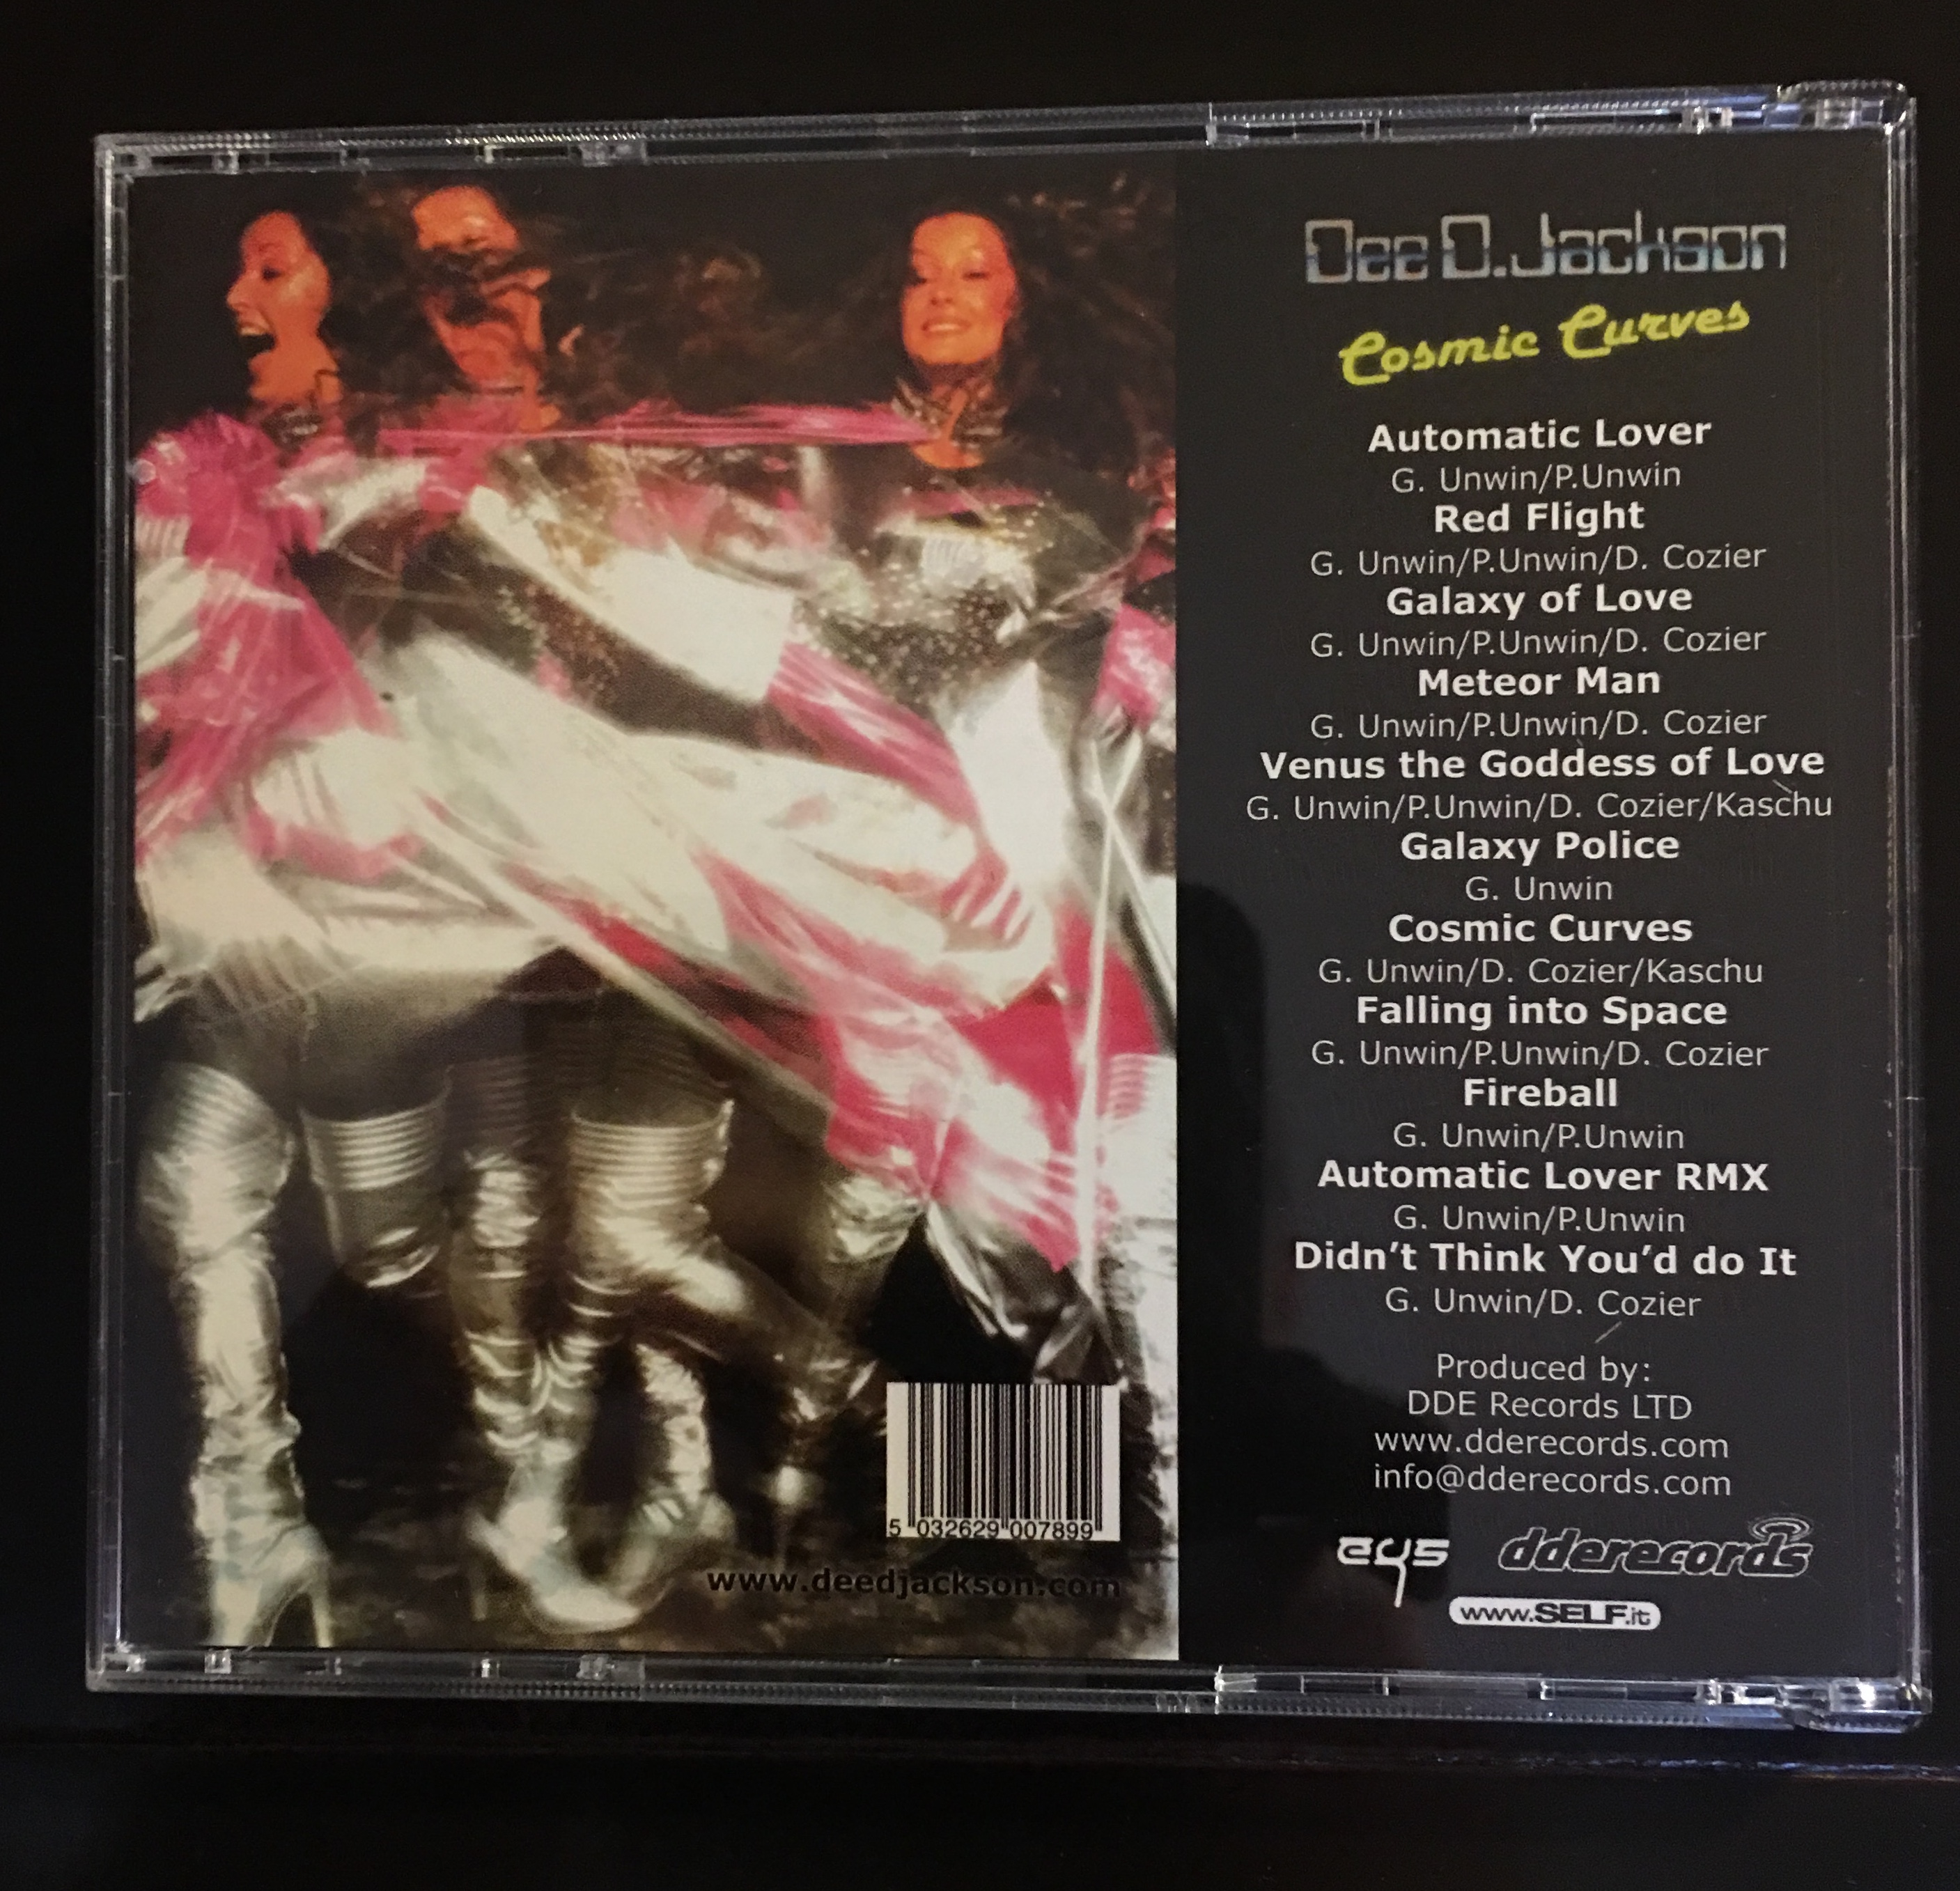 Dee D. Jackson
Cosmic Curves
Automatic Lover
G. Unwin/P.Unwin
Red Flight
G. Unwin/P.Unwin/D. Cozier
Galaxy of Love
G. Unwin/P.Unwin/D. Cozier
Meteor Man
G. Unwin/P.Unwin/D. Cozier
Venus the Goddess of Love
G. Unwin/P.Unwin/D. Cozier/Kaschu
Galaxy Police
G. Unwin
Cosmic Curves
G. Unwin/D. Cozier/Kaschu
Falling into Space
G. Unwin/P.Unwin/D. Cozier
Fireball
G. Unwin/P.Unwin
Automatic Lover RMX
G. Unwin/P.Unwin
Didn't Think You'd do It
G. Unwin/D. Cozier
Produced by:
DDE Records LTD
www.dderecords.com
info@dderecords.com
ays dderecords
www.SELF.it
5 032629 007899
www.deedjackson.com